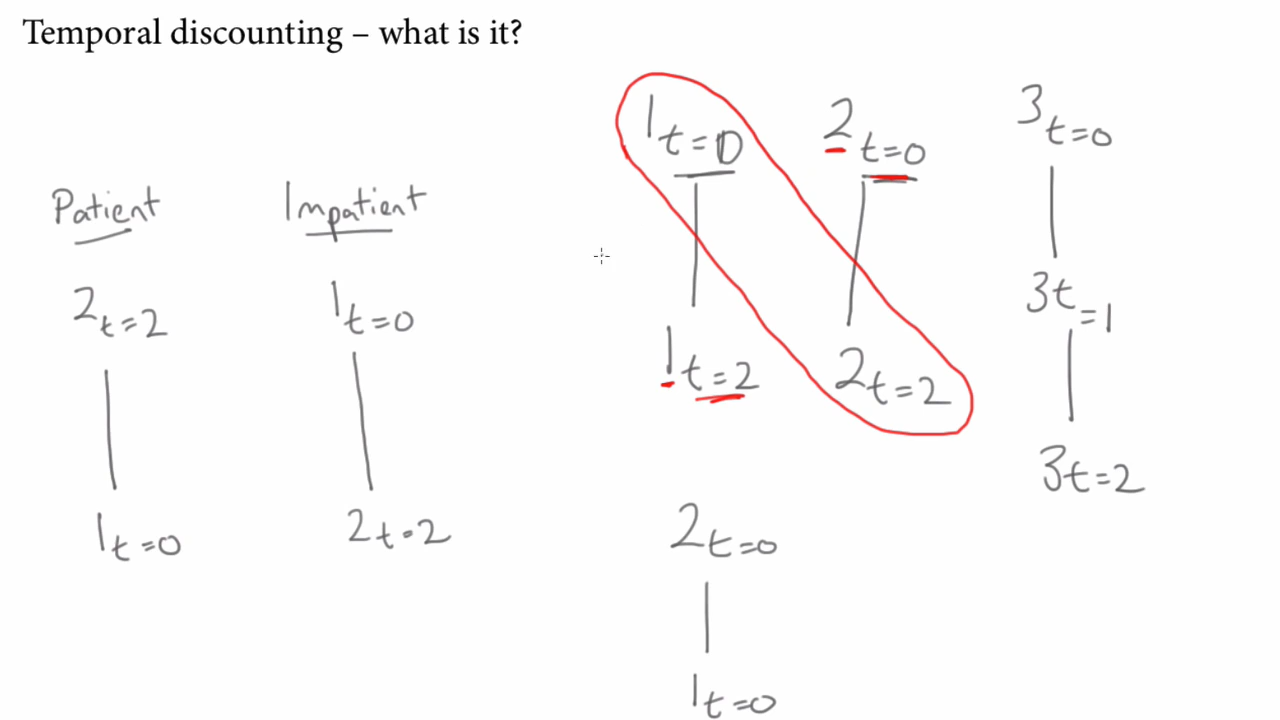 Temporal discounting – what is it?
Patient
2t=2
1t=0
Impatient
1t=0
2t=2
1t=0
1t=2
2t=0
2t=2
3t=0
3t=1
3t=2
2t=0
1t=0